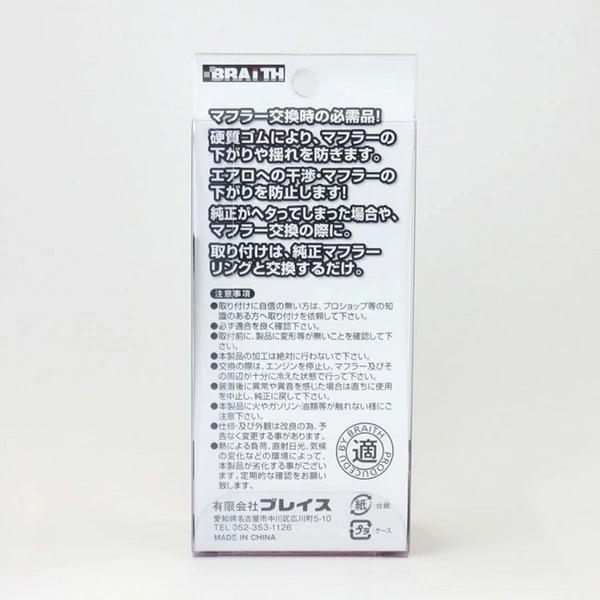 BRAiTH
マフラー交換時の必需品!
硬質ゴムにより、マフラーの
下がりや揺れを防ぎます。
エアロへの干渉・マフラーの
下がりを防止します!
純正がヘタってしまった場合や、
マフラー交換の際に。
取り付けは、純正マフラー
リングと交換するだけ。
注意事項
●取り付けに自信の無い方は、プロショップ等の知
識のある方へ取り付けを依頼して下さい。
●必ず適合を良く確認下さい。
●取付前に、製品に変形等が無いことを確認して下
さい。
●本製品の加工は絶対に行わないで下さい。
●交換の際は、エンジンを停止し、マフラー及びそ
の周辺が十分に冷えた状態で行って下さい。
●装着後に異常や異音を感じた場合は直ちに使用
を中止し、純正に戻して下さい。
●本製品に火やガソリン・油類等が触れない様にご
注意下さい。
●仕様・及び外観は改良の為、予
告なく変更する事があります。
●熱による負荷、直射日光、気候
の変化などの環境によって、
本製品が劣化する事がござい
ます。定期的な確認をお願い
致します。
適
PRODUCEDU BY BRAITH
有限会社ブレイス
愛知県名古屋市中川区広川町5-10
TEL 052-353-1126
MADE IN CHINA
紙 :台紙
プラ :ケース